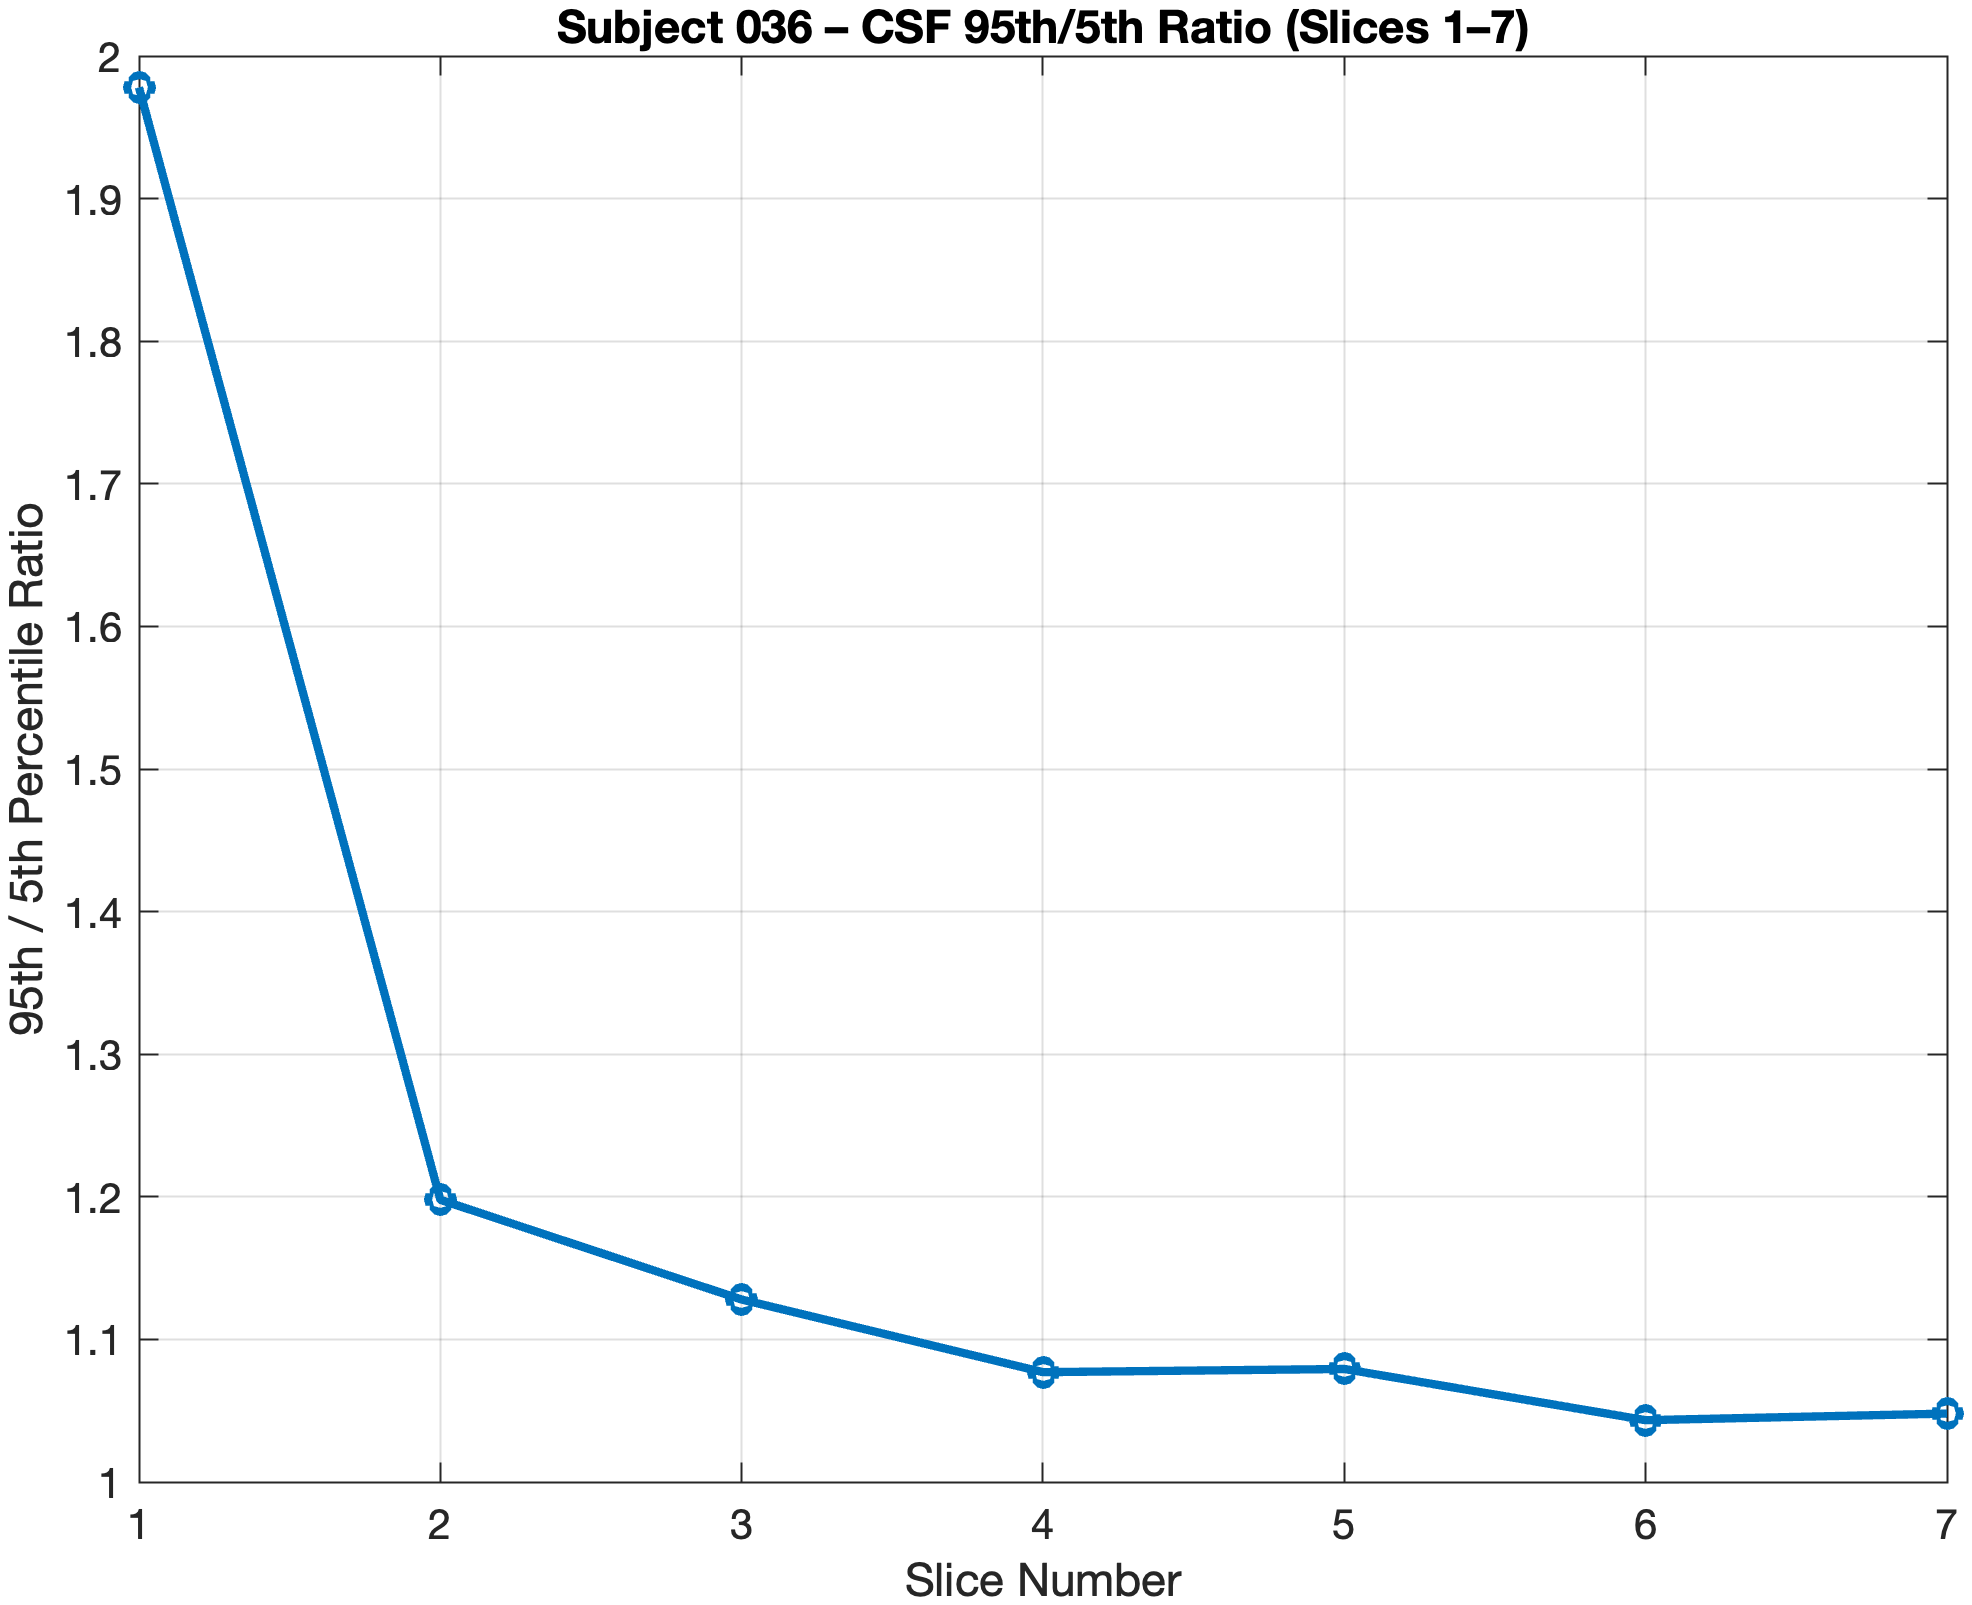 Subject 036 – CSF 95th/5th Ratio (Slices 1–7)
95th / 5th Percentile Ratio
2
1.9
1.8
1.7
1.6
1.5
1.4
1.3
1.2
1.1
1
1 2 3 4 5 6 7
Slice Number